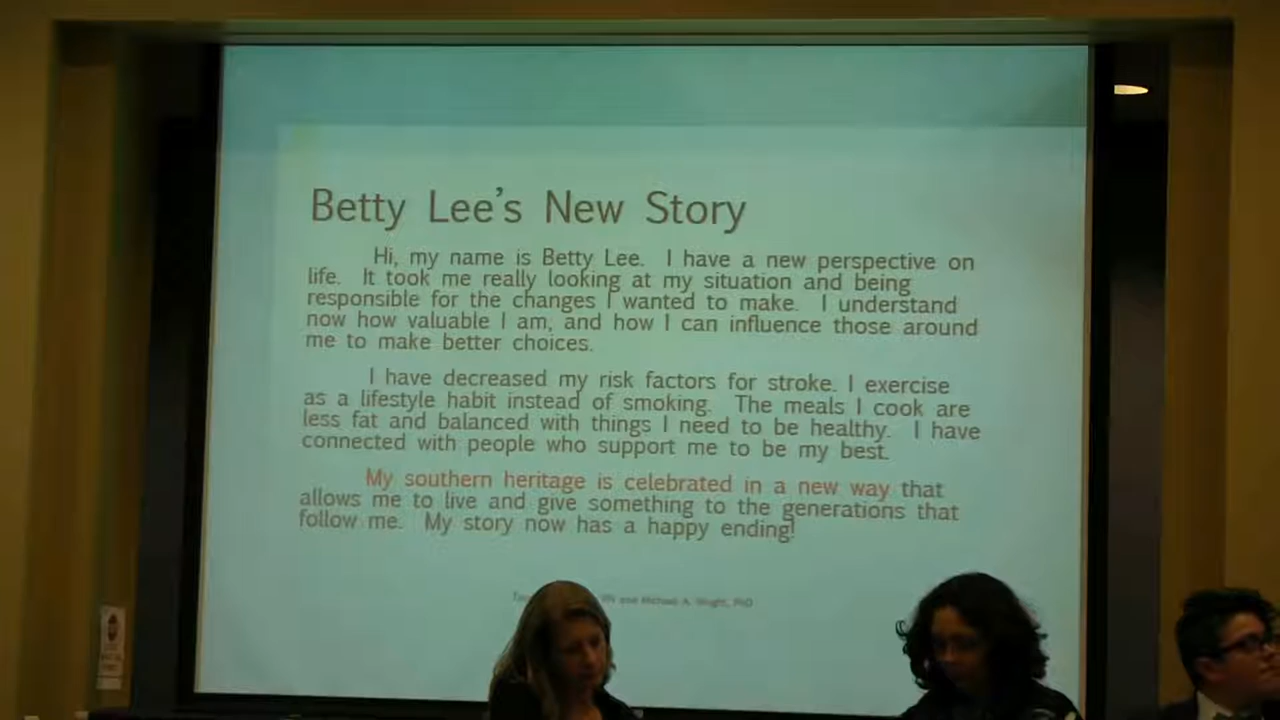 Betty Lee's New Story
Hi, my name is Betty Lee. I have a new perspective on
life. It took me really looking at my situation and being
responsible for the changes I wanted to make. I understand
now how valuable I am, and how I can influence those around
me to make better choices.
I have decreased my risk factors for stroke. I exercise
as a lifestyle habit instead of smoking. The meals I cook are
less fat and balanced with things I need to be healthy. I have
connected with people who support me to be my best.
My southern heritage is celebrated in a new way that
allows me to live and give something to the generations that
follow me. My story now has a happy ending!
and Michael A. Wright, PhD